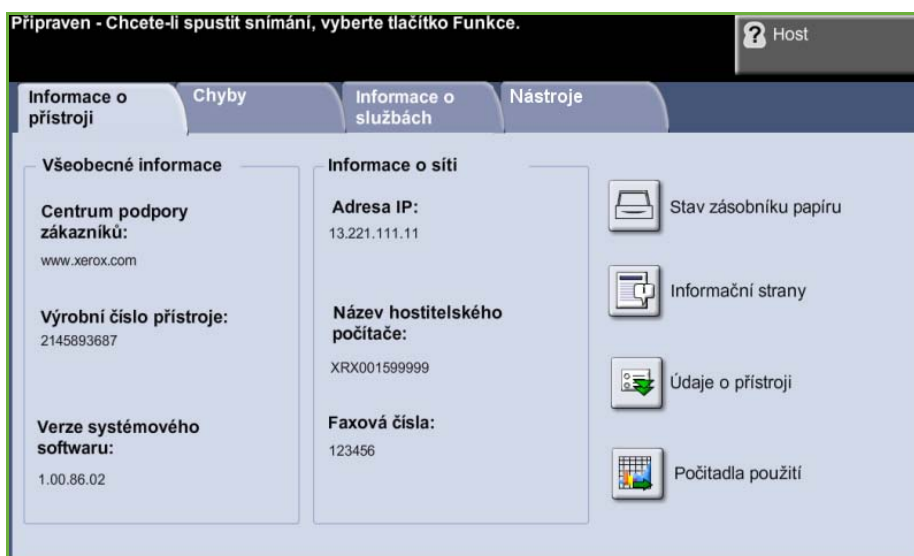 Připraven - Chcete-li spustit snímání, vyberte tlačítko Funkce.
Host
Informace o
přístroji
Chyby
Informace o
službách
Nástroje
Všeobecné informace
Centrum podpory
zákazníků:
www.xerox.com
Výrobní číslo přístroje:
2145893687
Verze systémového
softwaru:
1.00.86.02
Informace o síti
Adresa IP:
13.221.111.11
Název hostitelského
počítače:
XRX001599999
Faxová čísla:
123456
Stav zásobníku papíru
Informační strany
Údaje o přístroji
Počitadla použití